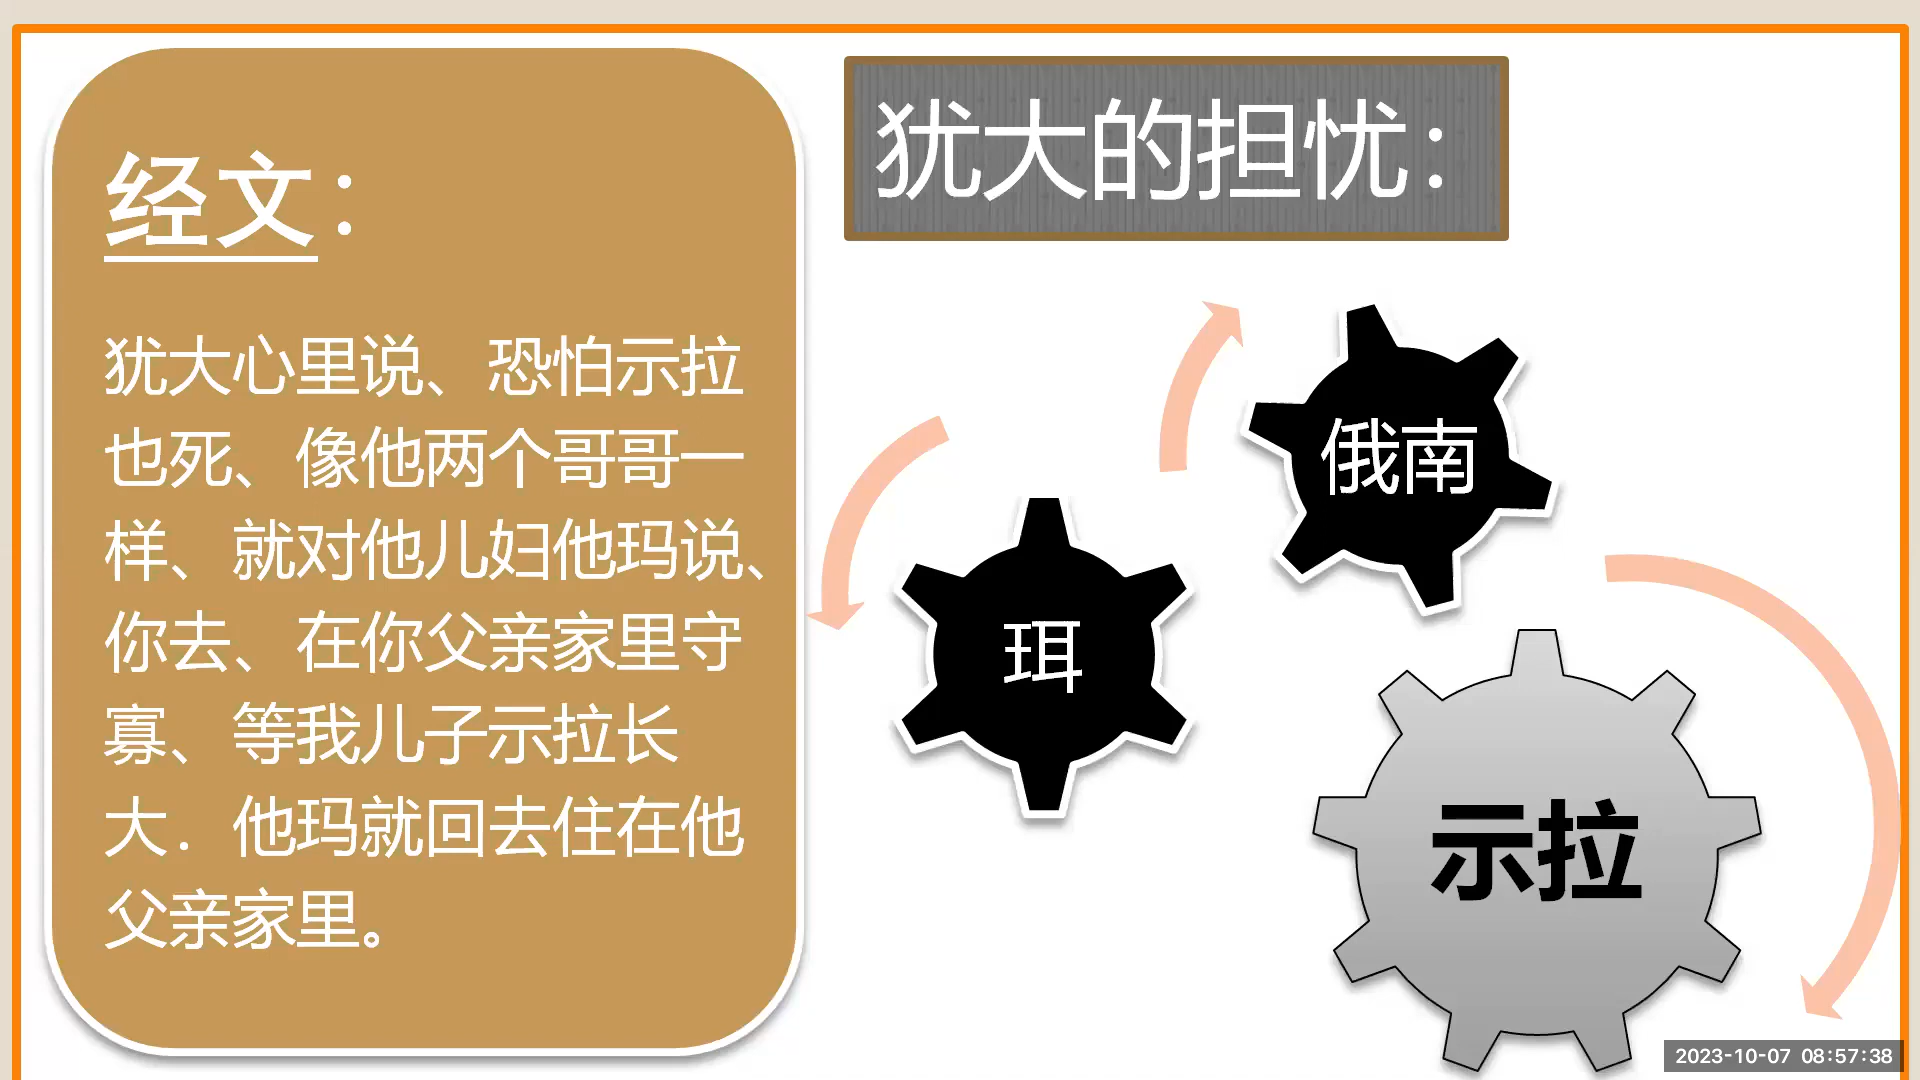 经文：
犹大心里说、恐怕示拉
也死、像他两个哥哥一
样、就对他儿妇他玛说、
你去、在你父亲家里守
寡、等我儿子示拉长
大．他玛就回去住在他
父亲家里。
犹大的担忧：
俄南
珥
示拉
2023-10-07 08:57:38